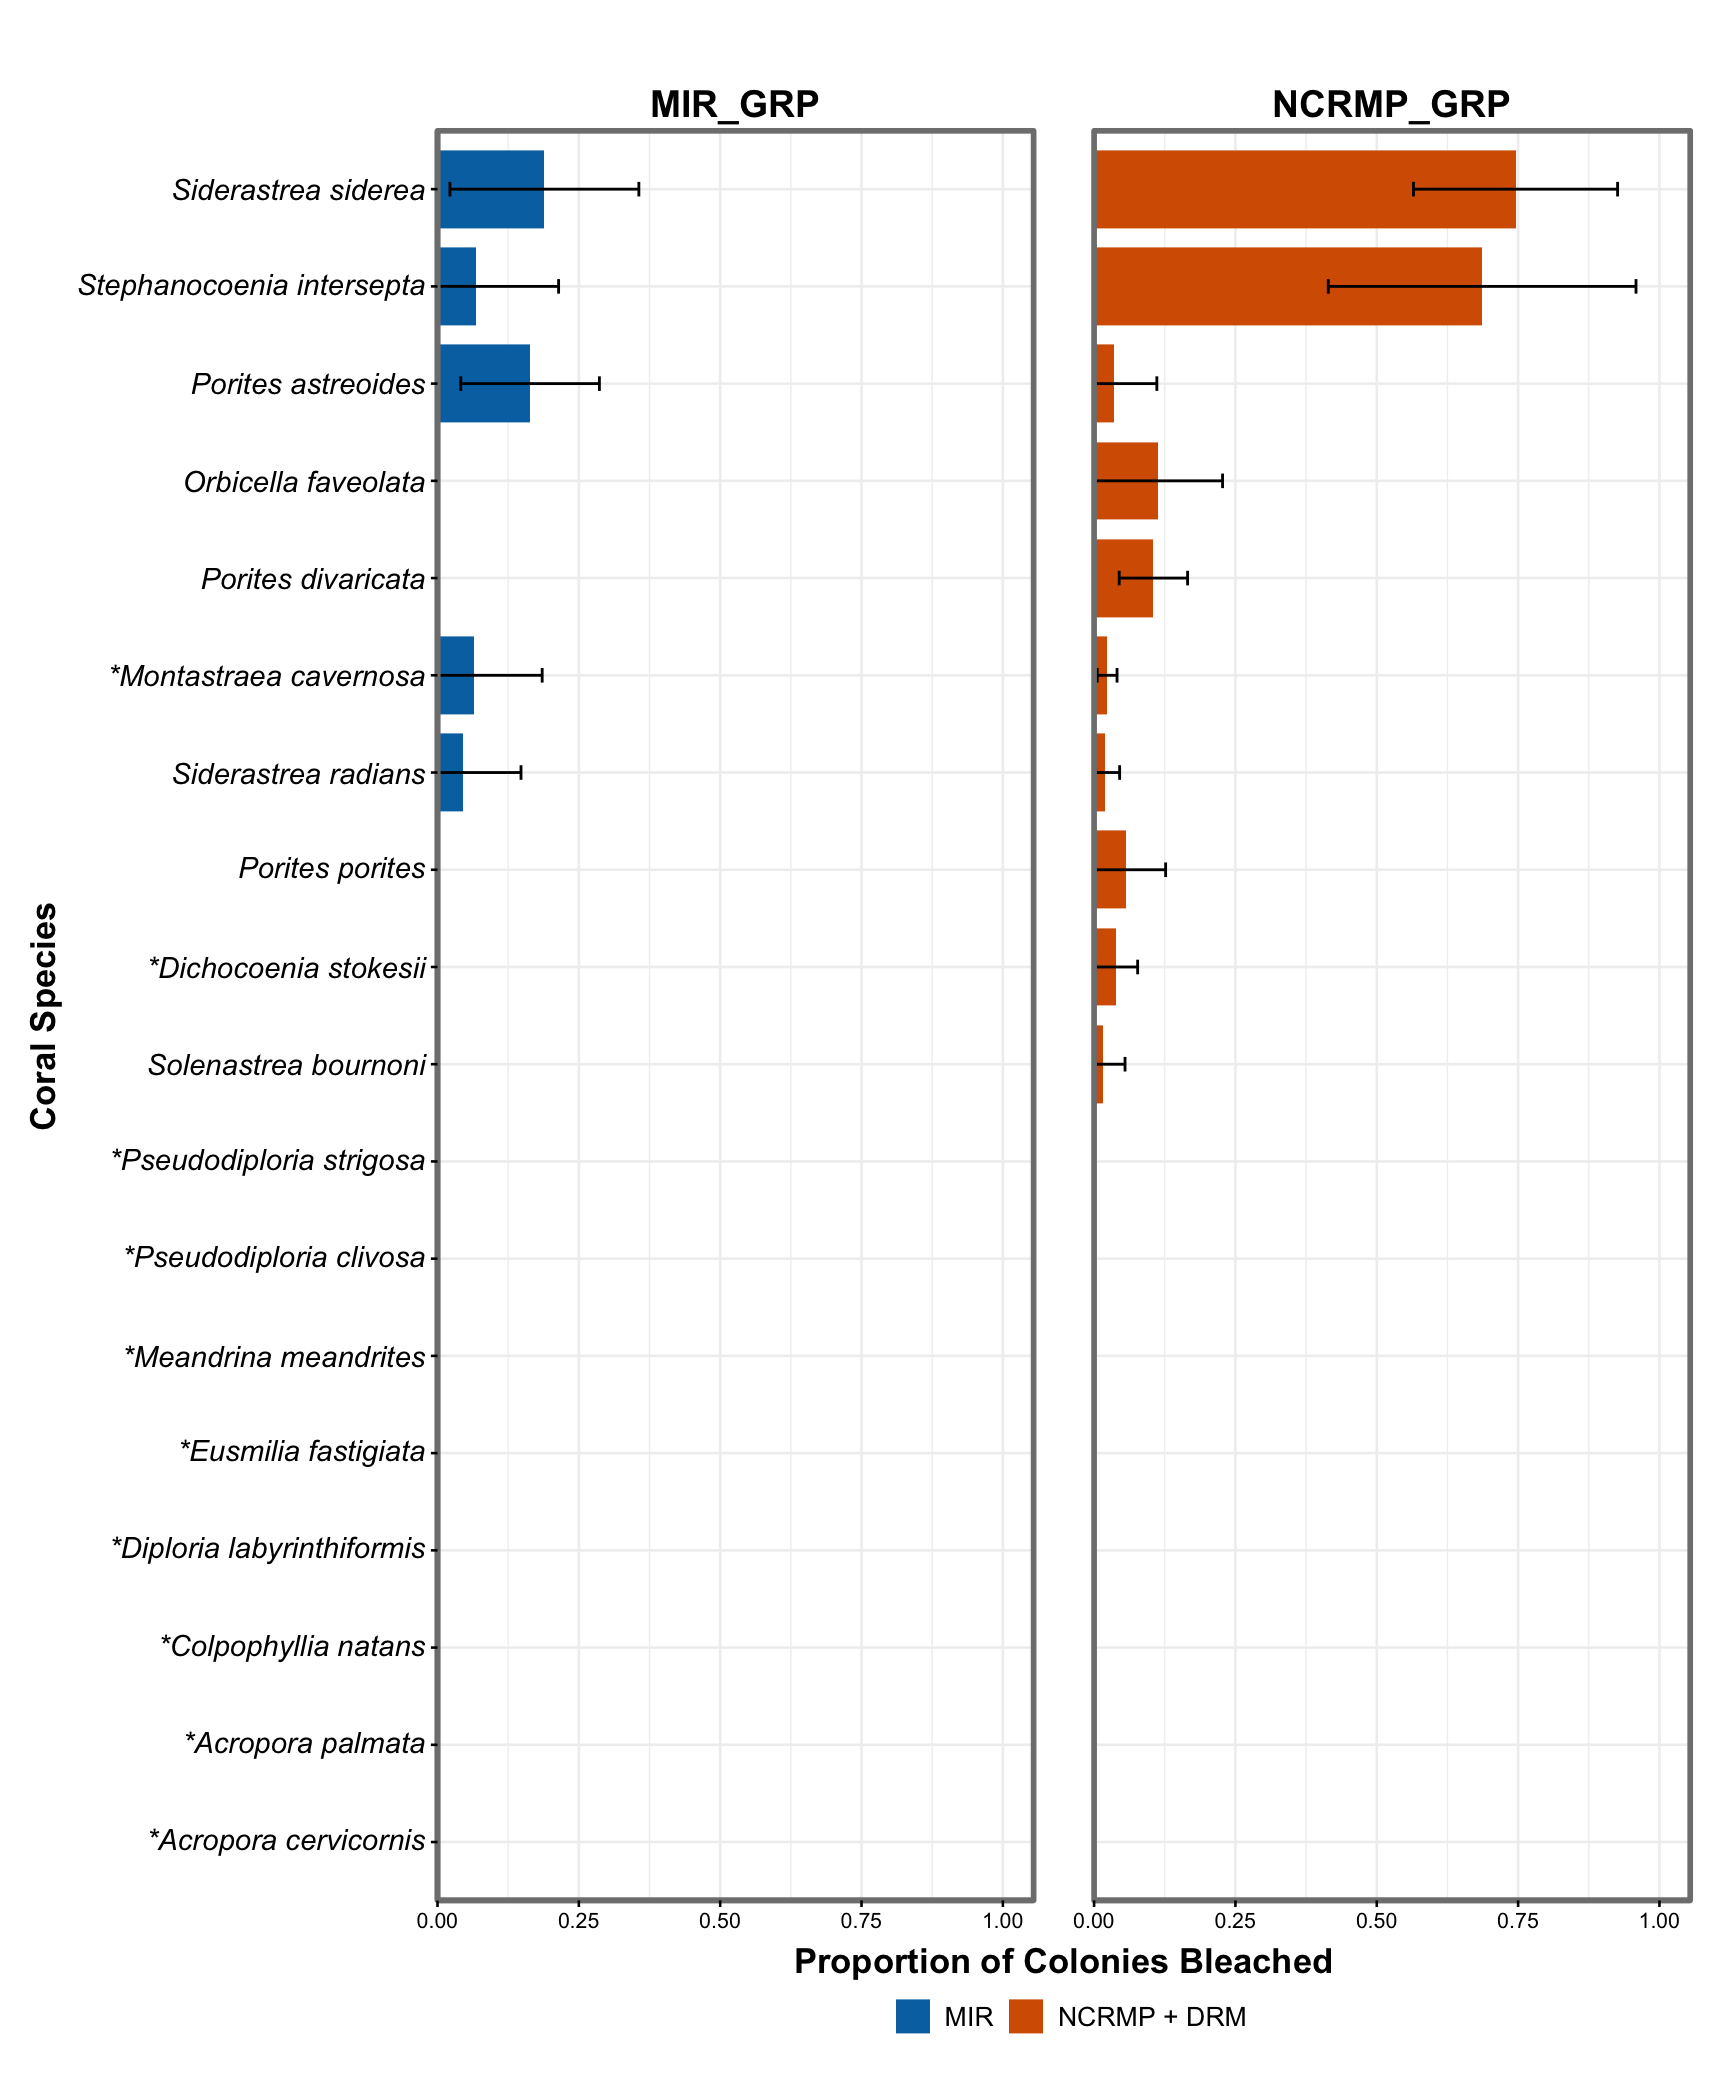 MIR_GRP
NCRMP_GRP
Siderastrea siderea
Stephanocoenia intersepta
Porites astreoides
Orbicella faveolata
Porites divaricata
*Montastraea cavernosa
Siderastrea radians
Porites porites
*Dichocoenia stokesii
Solenastrea bournoni
*Pseudodiploria strigosa
*Pseudodiploria clivosa
*Meandrina meandrites
*Eusmilia fastigiata
*Diploria labyrinthiformis
*Colpophyllia natans
*Acropora palmata
*Acropora cervicornis
Coral Species
0.00 0.25 0.50 0.75 1.00
0.00 0.25 0.50 0.75 1.00
Proportion of Colonies Bleached
MIR NCRMP + DRM